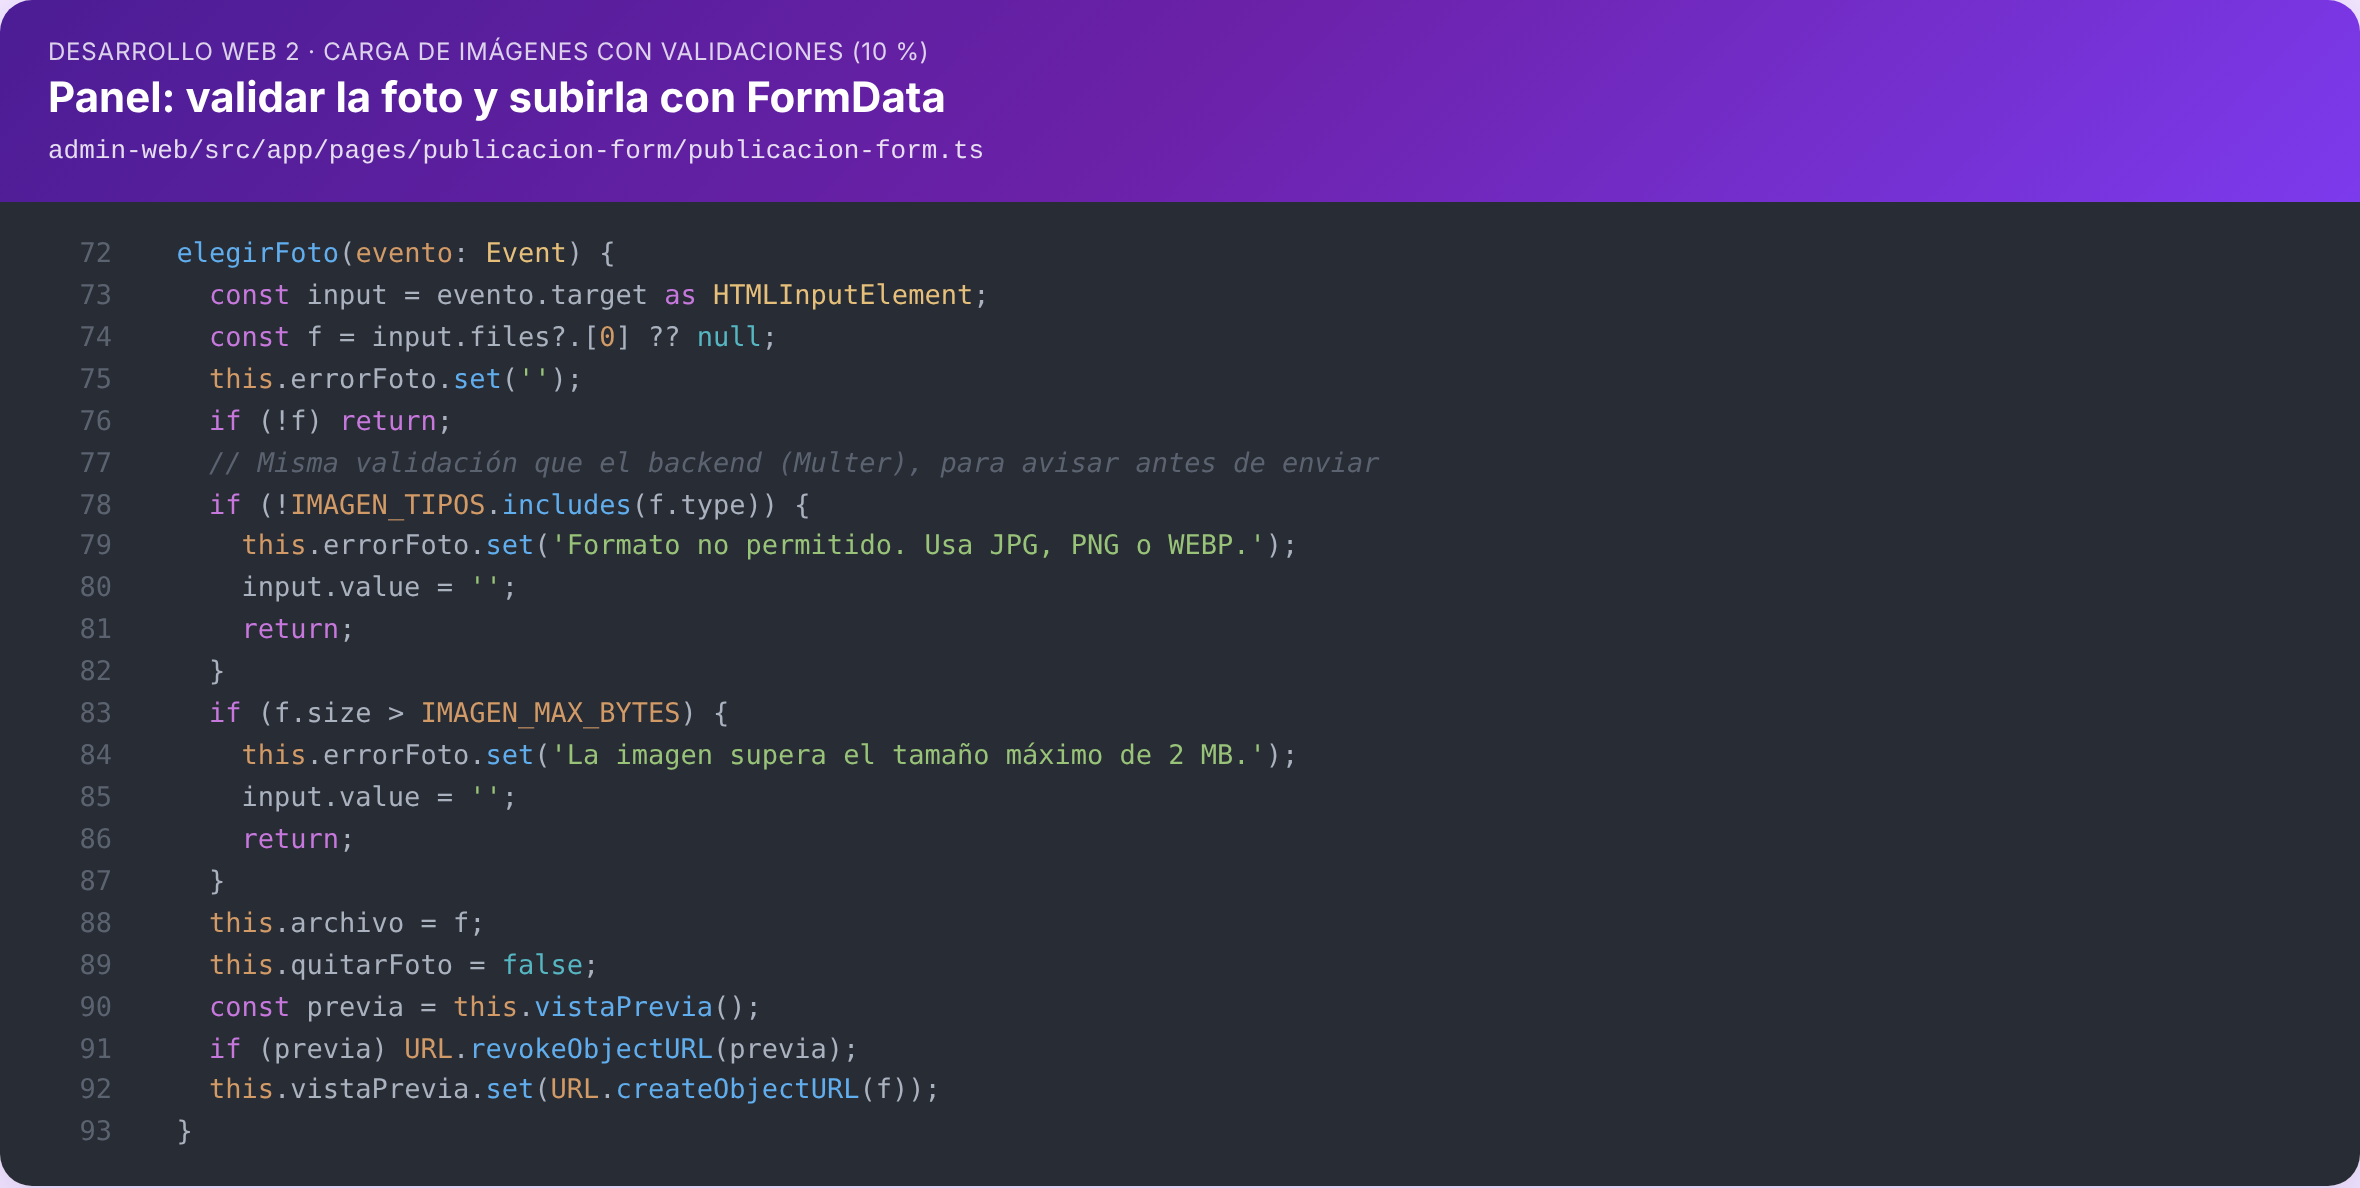 DESARROLLO WEB 2 · CARGA DE IMÁGENES CON VALIDACIONES (10 %)
Panel: validar la foto y subirla con FormData
admin-web/src/app/pages/publicacion-form/publicacion-form.ts
72    elegirFoto(evento: Event) {
73      const input = evento.target as HTMLInputElement;
74      const f = input.files?.[0] ?? null;
75      this.errorFoto.set('');
76      if (!f) return;
77      // Misma validación que el backend (Multer), para avisar antes de enviar
78      if (!IMAGEN_TIPOS.includes(f.type)) {
79        this.errorFoto.set('Formato no permitido. Usa JPG, PNG o WEBP.');
80        input.value = '';
81        return;
82      }
83      if (f.size > IMAGEN_MAX_BYTES) {
84        this.errorFoto.set('La imagen supera el tamaño máximo de 2 MB.');
85        input.value = '';
86        return;
87      }
88      this.archivo = f;
89      this.quitarFoto = false;
90      const previa = this.vistaPrevia();
91      if (previa) URL.revokeObjectURL(previa);
92      this.vistaPrevia.set(URL.createObjectURL(f));
93    }